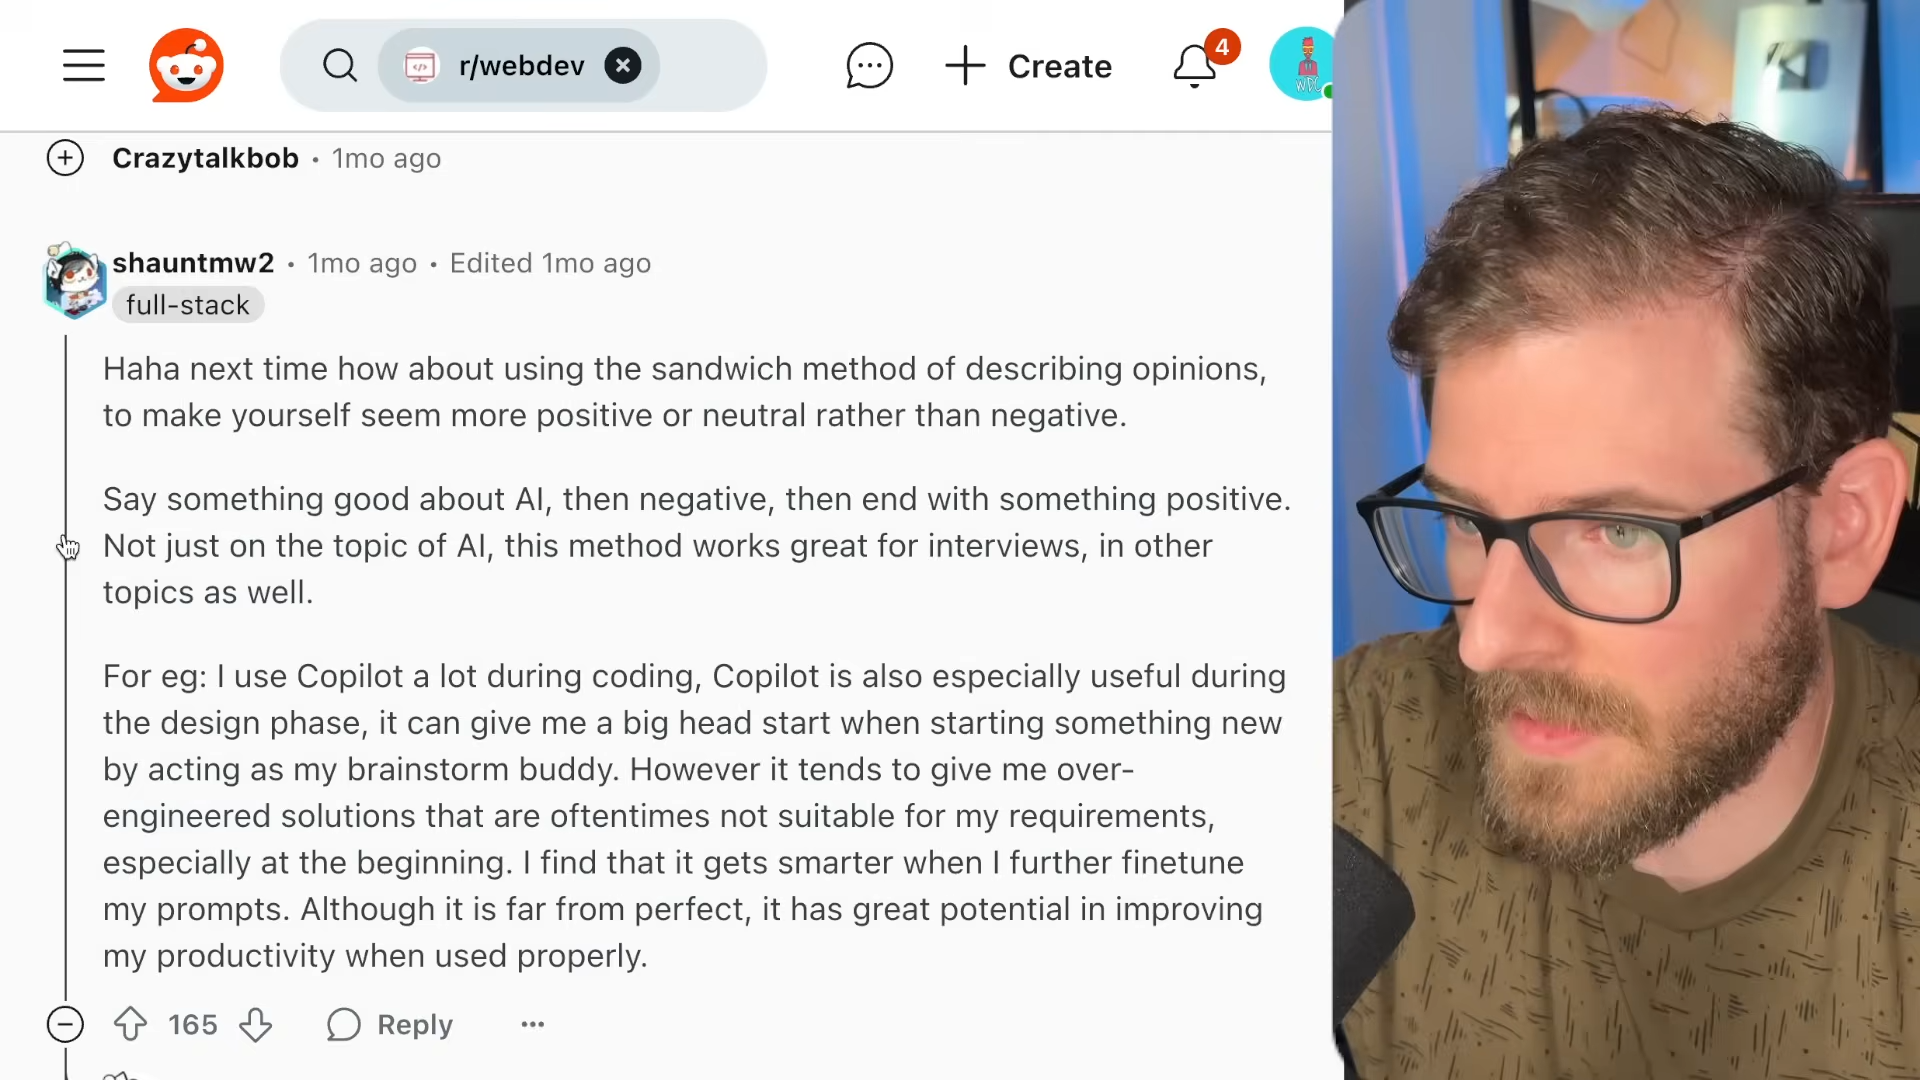 r/webdev
Create
4
WDC
Crazytalkbob • 1mo ago
shauntmw2 • 1mo ago • Edited 1mo ago
full-stack
Haha next time how about using the sandwich method of describing opinions,
to make yourself seem more positive or neutral rather than negative.
Say something good about AI, then negative, then end with something positive.
Not just on the topic of AI, this method works great for interviews, in other
topics as well.
For eg: I use Copilot a lot during coding, Copilot is also especially useful during
the design phase, it can give me a big head start when starting something new
by acting as my brainstorm buddy. However it tends to give me over-
engineered solutions that are oftentimes not suitable for my requirements,
especially at the beginning. I find that it gets smarter when I further finetune
my prompts. Although it is far from perfect, it has great potential in improving
my productivity when used properly.
165
Reply